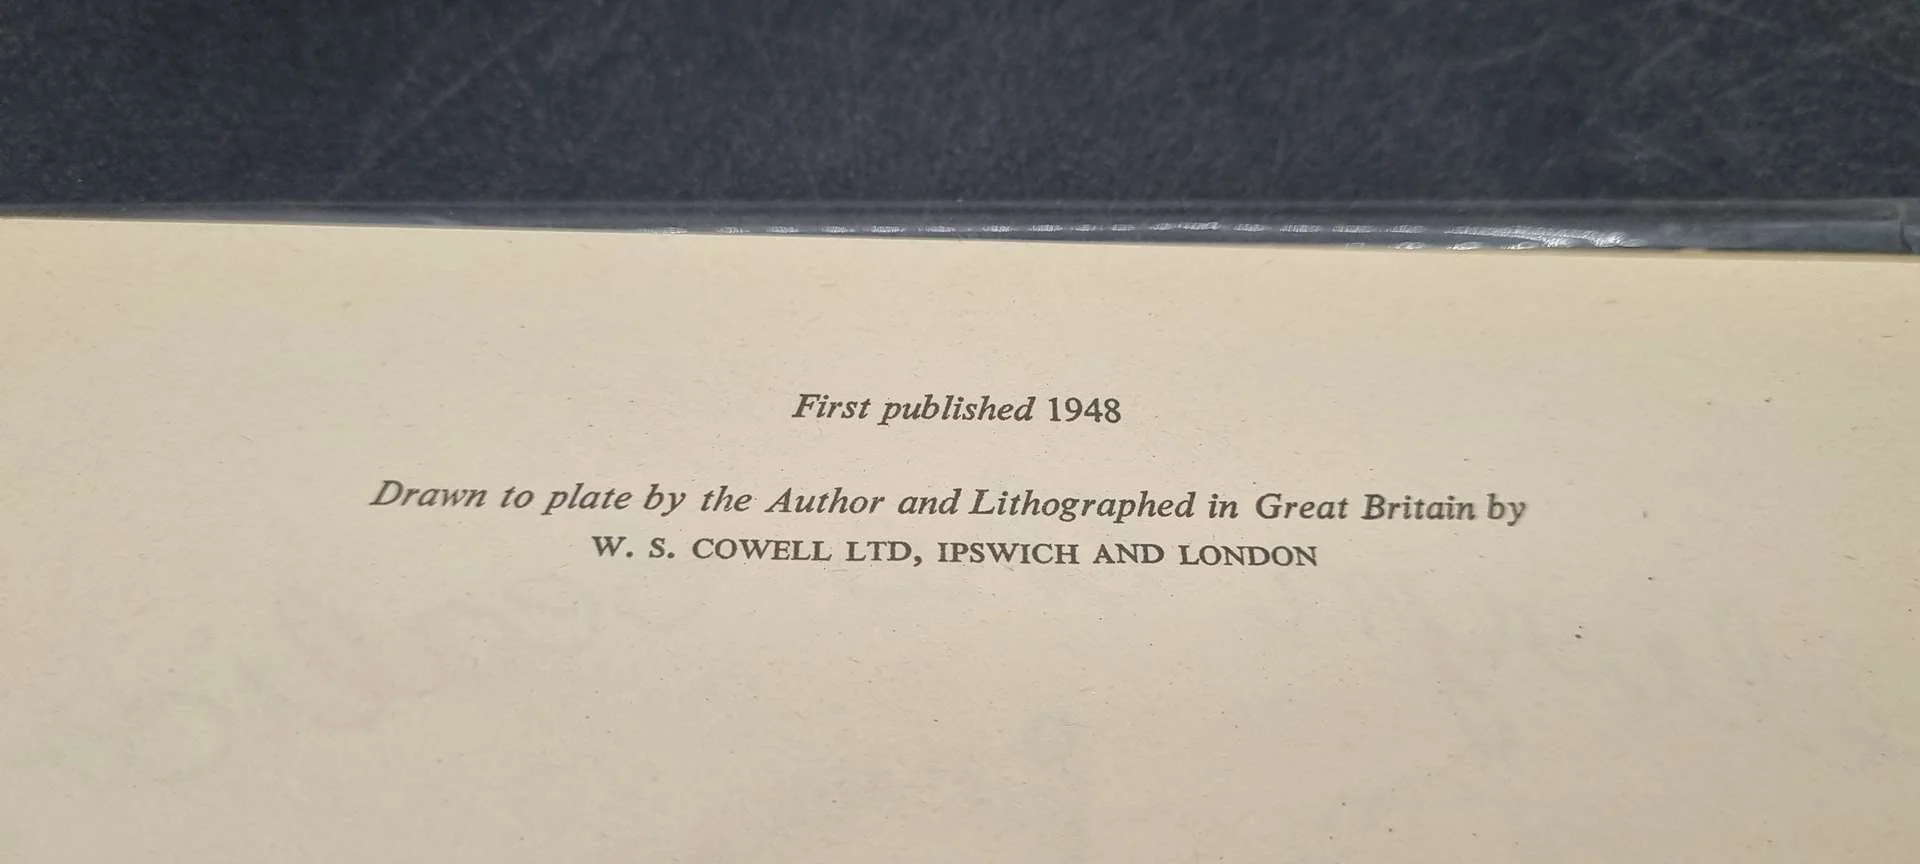 First published 1948
Drawn to plate by the Author and Lithographed in Great Britain by
W. S. COWELL LTD, IPSWICH AND LONDON